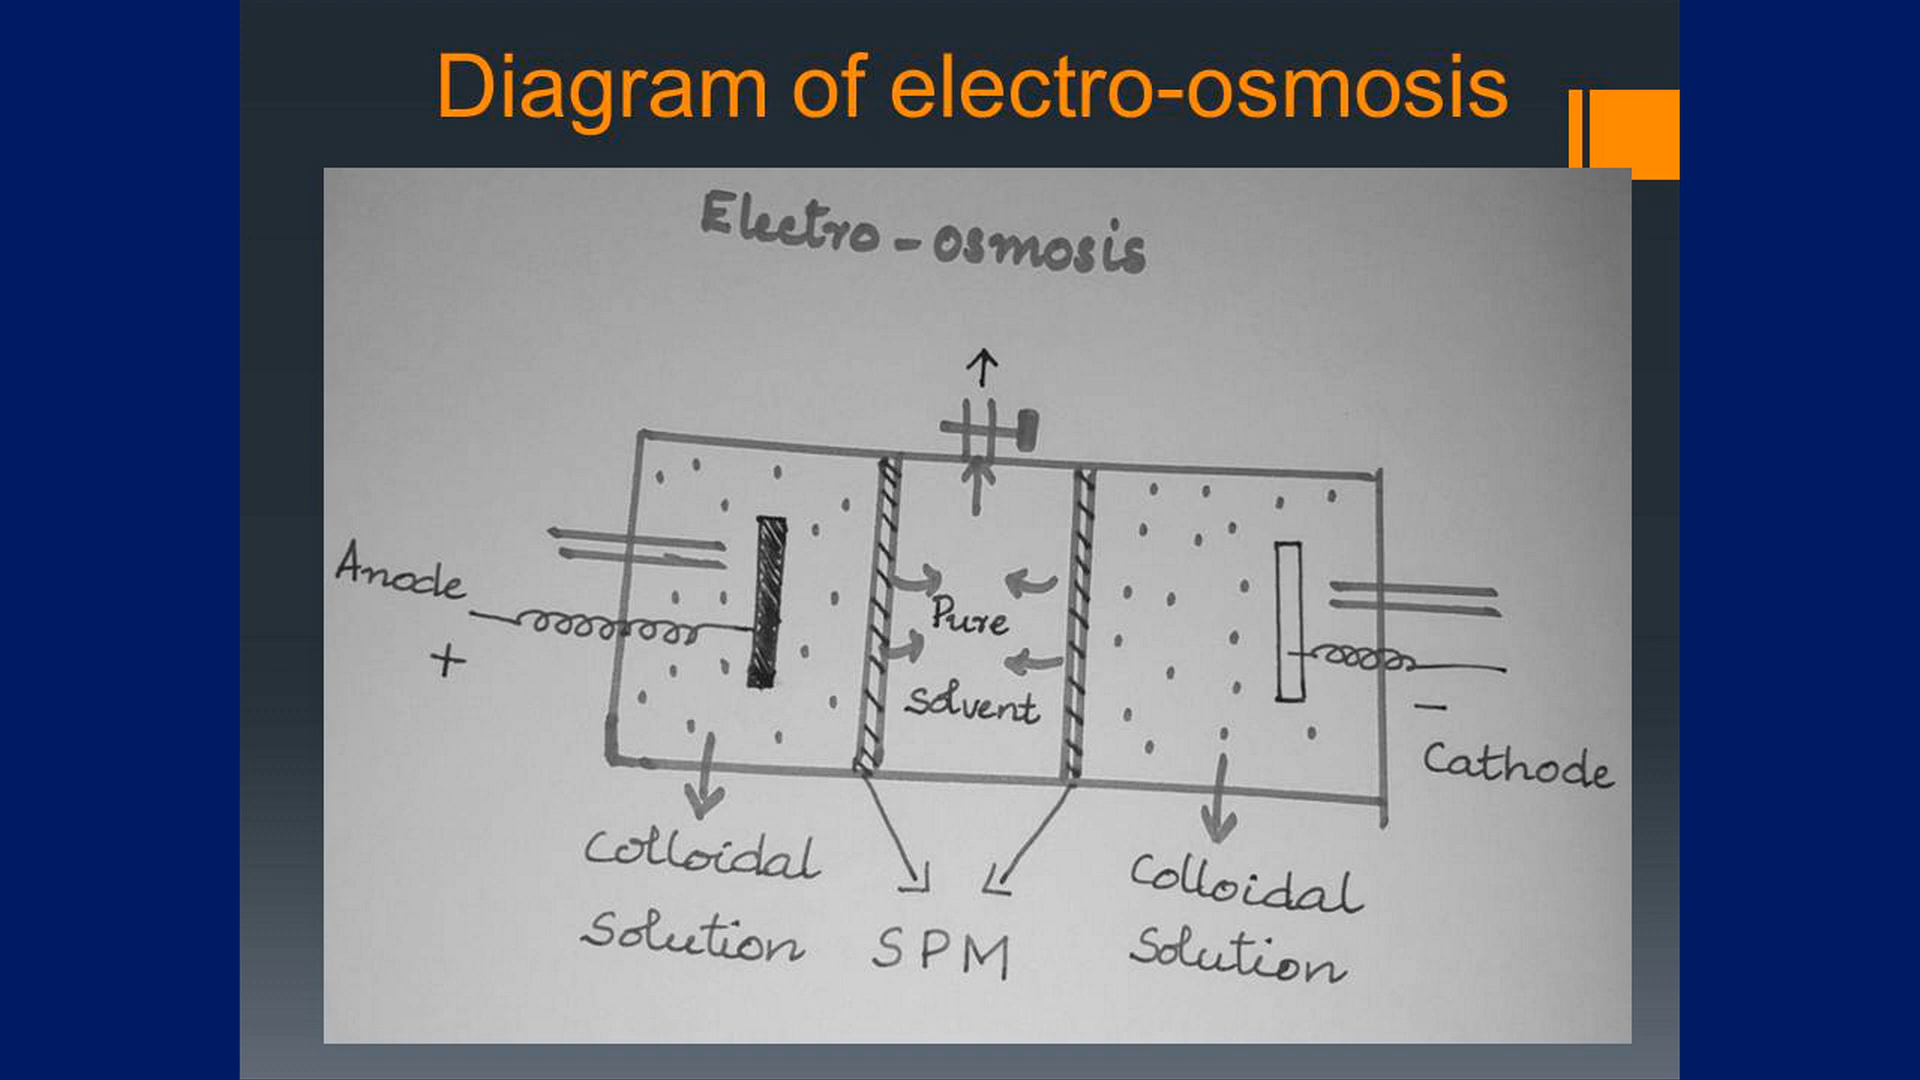 Diagram of electro-osmosis
Electro-osmosis
Anode
+
Pure
Solvent
−
Cathode
Colloidal
Solution
SPM
Colloidal
Solution